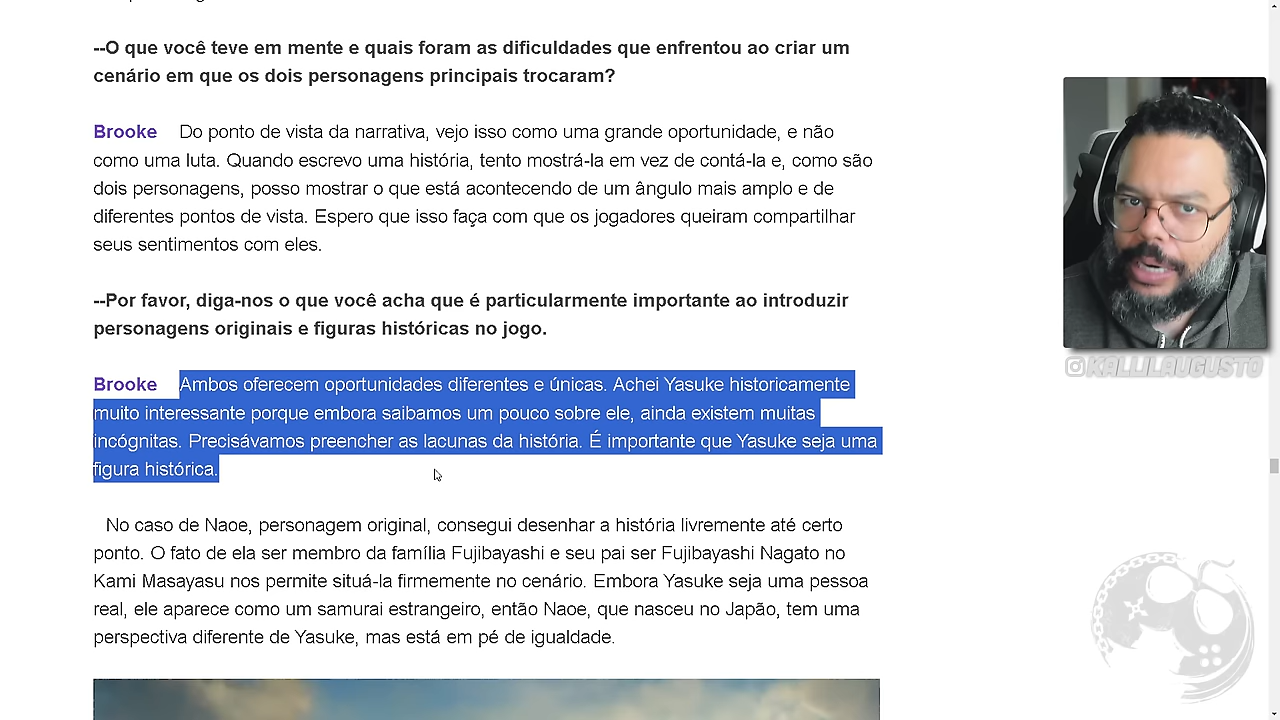 --O que você teve em mente e quais foram as dificuldades que enfrentou ao criar um
cenário em que os dois personagens principais trocaram?
Brooke Do ponto de vista da narrativa, vejo isso como uma grande oportunidade, e não
como uma luta. Quando escrevo uma história, tento mostrá-la em vez de contá-la e, como são
dois personagens, posso mostrar o que está acontecendo de um ângulo mais amplo e de
diferentes pontos de vista. Espero que isso faça com que os jogadores queiram compartilhar
seus sentimentos com eles.
--Por favor, diga-nos o que você acha que é particularmente importante ao introduzir
personagens originais e figuras históricas no jogo.
Brooke Ambos oferecem oportunidades diferentes e únicas. Achei Yasuke historicamente
muito interessante porque embora saibamos um pouco sobre ele, ainda existem muitas
incógnitas. Precisávamos preencher as lacunas da história. É importante que Yasuke seja uma
figura histórica.
No caso de Naoe, personagem original, consegui desenhar a história livremente até certo
ponto. O fato de ela ser membro da família Fujibayashi e seu pai ser Fujibayashi Nagato no
Kami Masayasu nos permite situá-la firmemente no cenário. Embora Yasuke seja uma pessoa
real, ele aparece como um samurai estrangeiro, então Naoe, que nasceu no Japão, tem uma
perspectiva diferente de Yasuke, mas está em pé de igualdade.
KALLILAUGUSTO